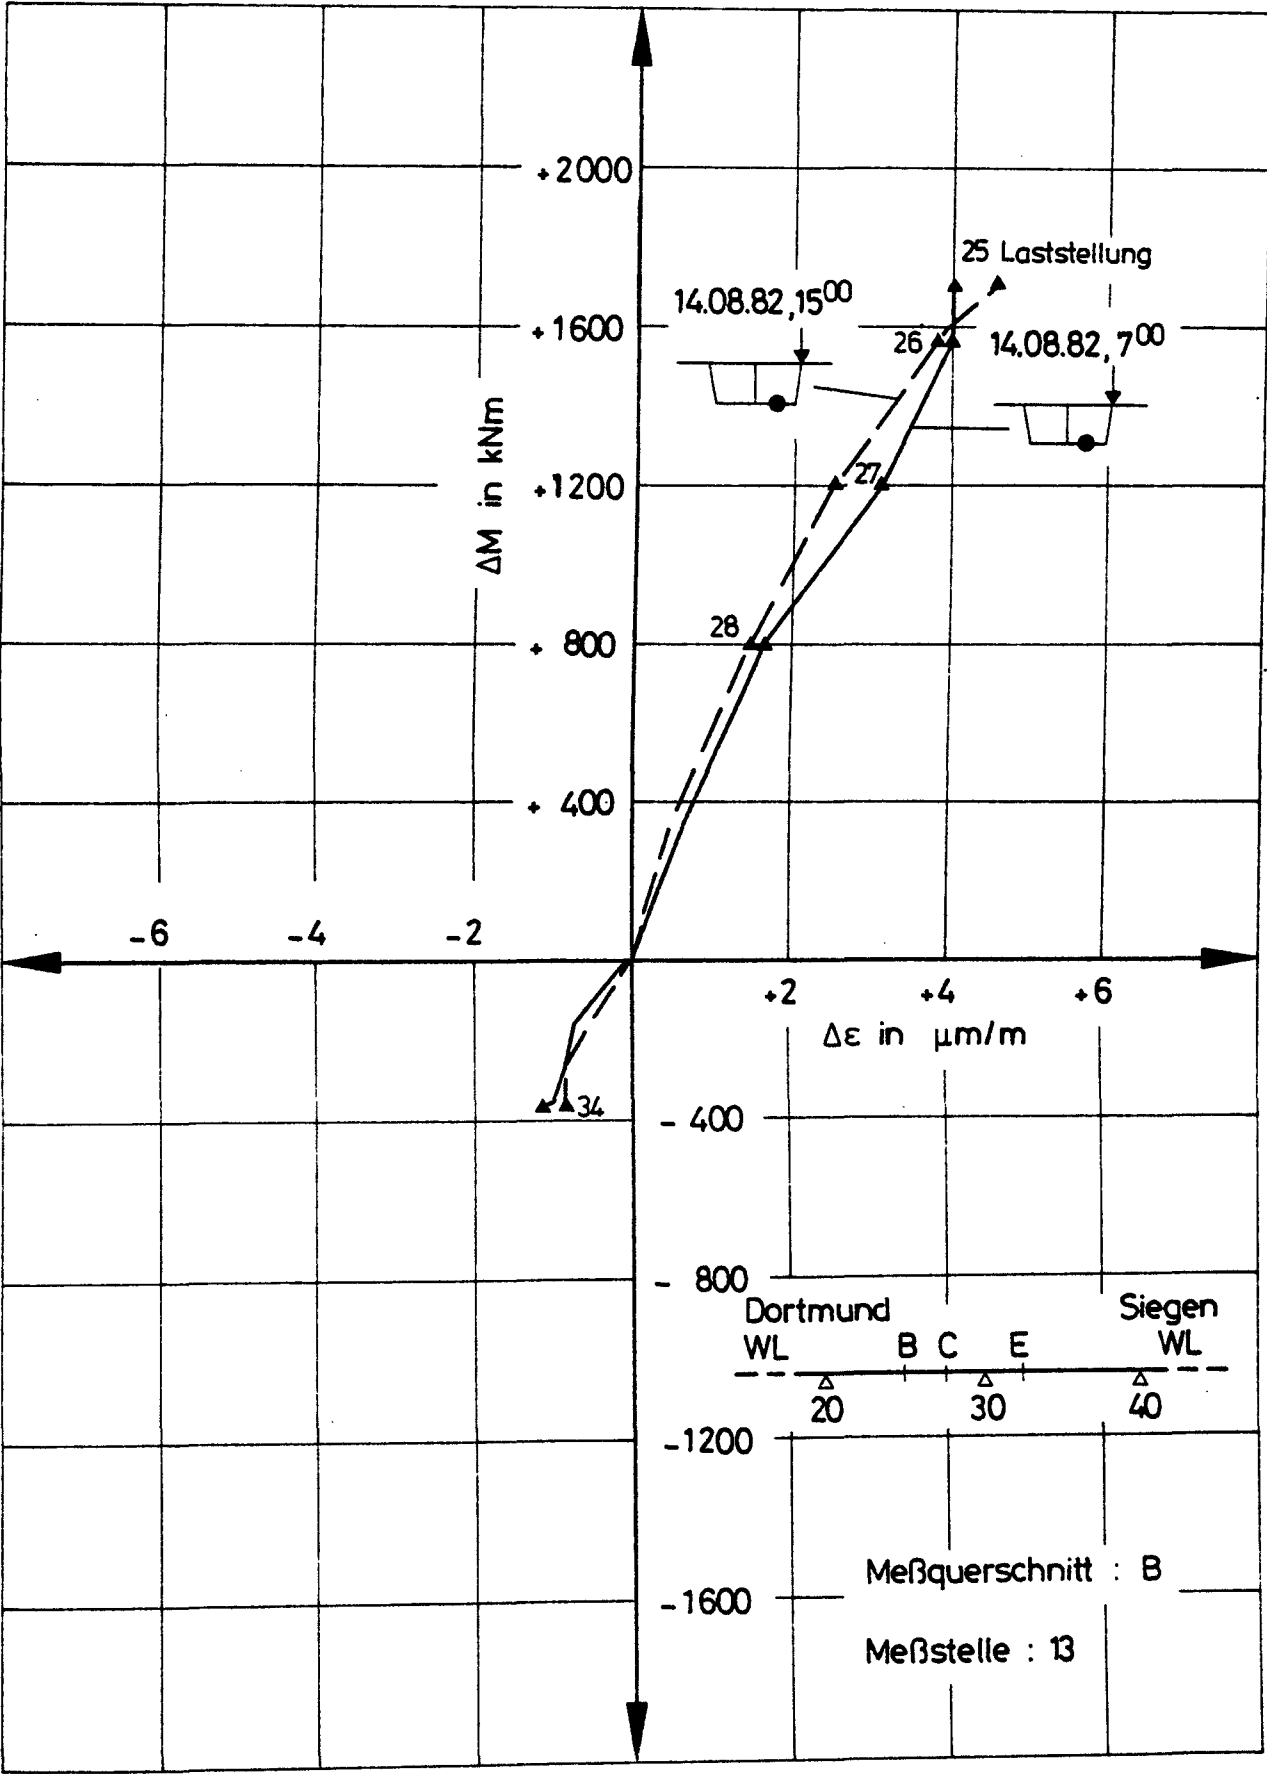 +2000
25 Laststellung
14.08.82,15⁰⁰
+1600
26
14.08.82, 7⁰⁰
ΔM in kNm
27
+1200
28
+ 800
+ 400
-6
-4
-2
+2
+4
+6
Δε in µm/m
34
- 400
- 800
Dortmund
Siegen
WL
B C E
WL
20
30
40
-1200
Meßquerschnitt : B
-1600
Meßstelle : 13